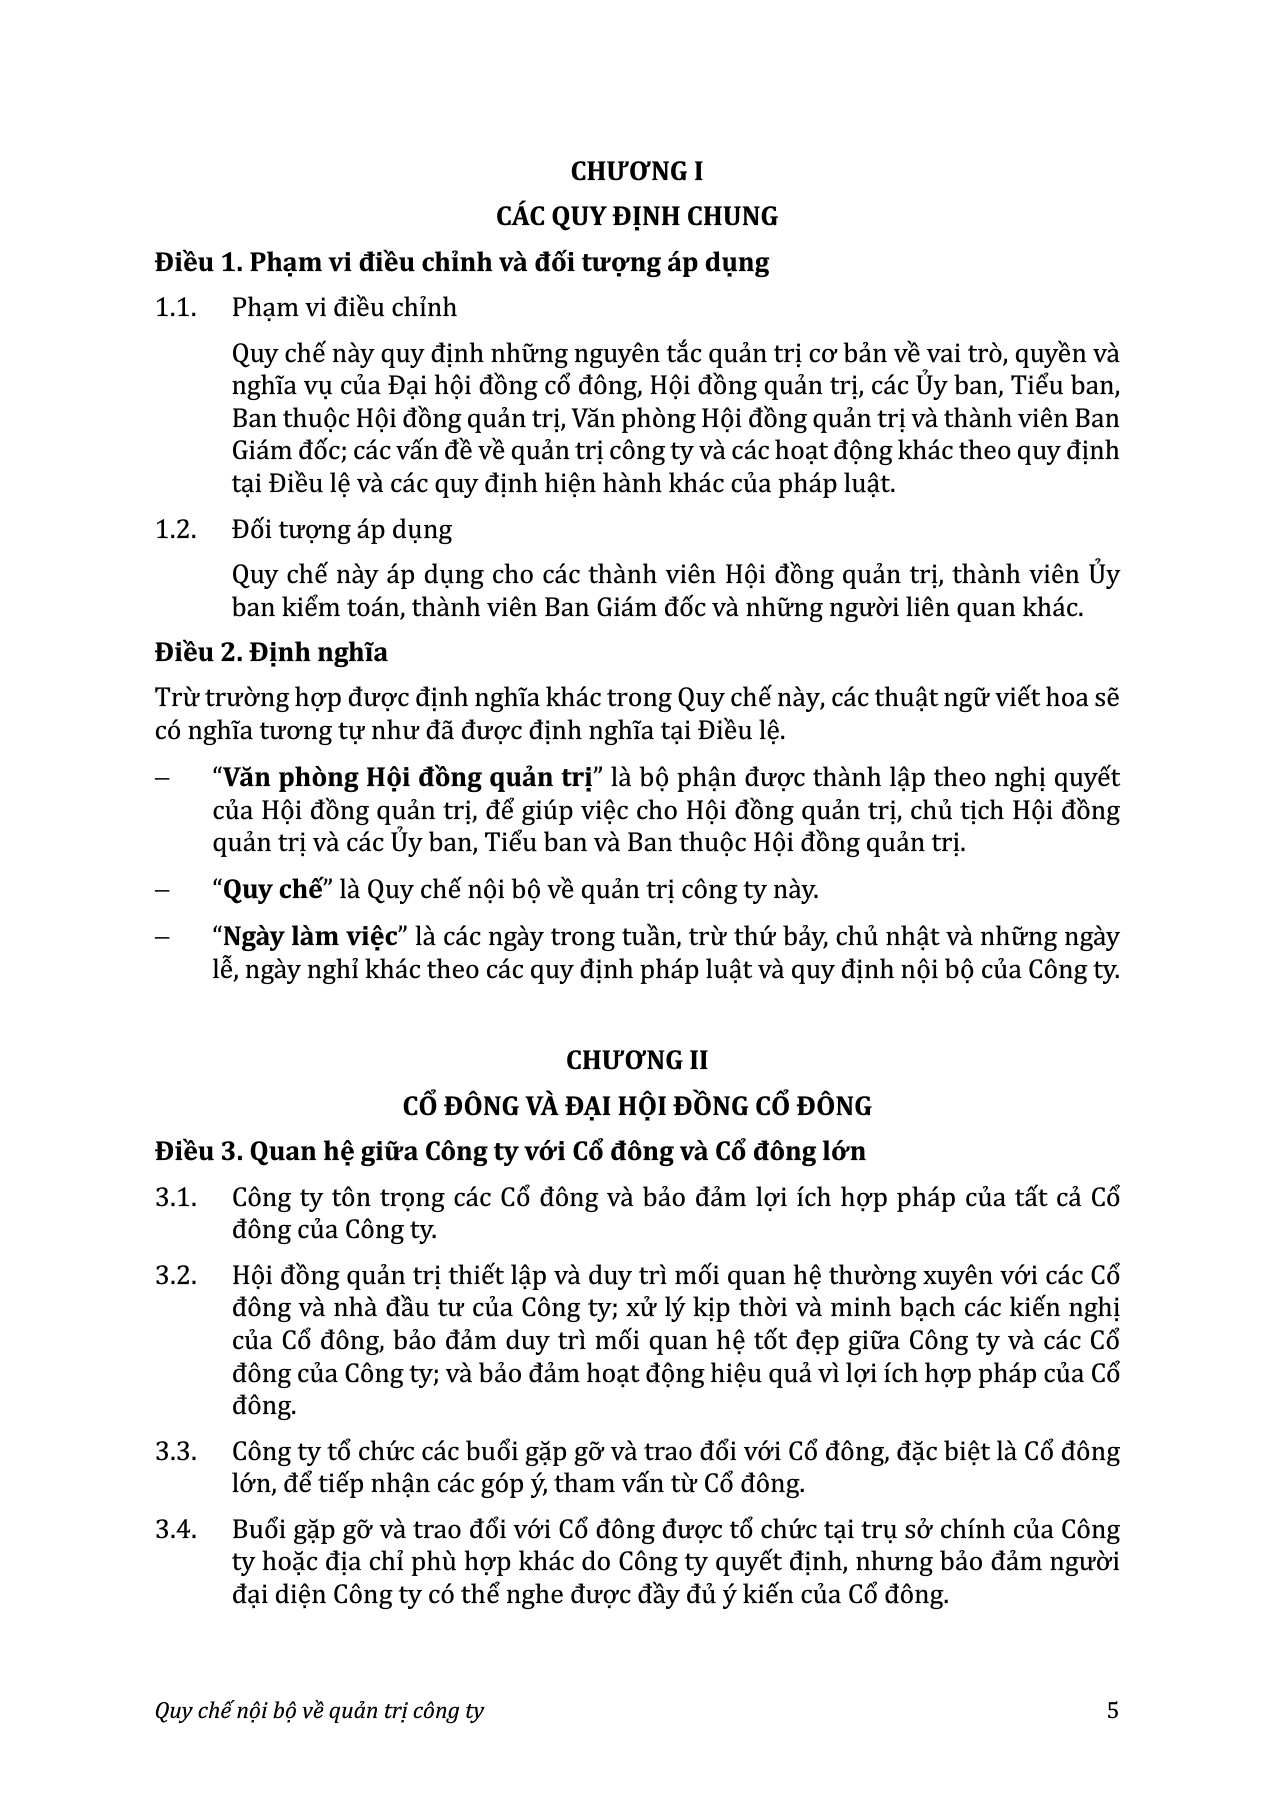 CHƯƠNG I
CÁC QUY ĐỊNH CHUNG
Điều 1. Phạm vi điều chỉnh và đối tượng áp dụng
1.1. Phạm vi điều chỉnh
Quy chế này quy định những nguyên tắc quản trị cơ bản về vai trò, quyền và
nghĩa vụ của Đại hội đồng cổ đông, Hội đồng quản trị, các Ủy ban, Tiểu ban,
Ban thuộc Hội đồng quản trị, Văn phòng Hội đồng quản trị và thành viên Ban
Giám đốc; các vấn đề về quản trị công ty và các hoạt động khác theo quy định
tại Điều lệ và các quy định hiện hành khác của pháp luật.
1.2. Đối tượng áp dụng
Quy chế này áp dụng cho các thành viên Hội đồng quản trị, thành viên Ủy
ban kiểm toán, thành viên Ban Giám đốc và những người liên quan khác.
Điều 2. Định nghĩa
Trừ trường hợp được định nghĩa khác trong Quy chế này, các thuật ngữ viết hoa sẽ
có nghĩa tương tự như đã được định nghĩa tại Điều lệ.
– “Văn phòng Hội đồng quản trị” là bộ phận được thành lập theo nghị quyết
của Hội đồng quản trị, để giúp việc cho Hội đồng quản trị, chủ tịch Hội đồng
quản trị và các Ủy ban, Tiểu ban và Ban thuộc Hội đồng quản trị.
– “Quy chế” là Quy chế nội bộ về quản trị công ty này.
– “Ngày làm việc” là các ngày trong tuần, trừ thứ bảy, chủ nhật và những ngày
lễ, ngày nghỉ khác theo các quy định pháp luật và quy định nội bộ của Công ty.
CHƯƠNG II
CỔ ĐÔNG VÀ ĐẠI HỘI ĐỒNG CỔ ĐÔNG
Điều 3. Quan hệ giữa Công ty với Cổ đông và Cổ đông lớn
3.1. Công ty tôn trọng các Cổ đông và bảo đảm lợi ích hợp pháp của tất cả Cổ
đông của Công ty.
3.2. Hội đồng quản trị thiết lập và duy trì mối quan hệ thường xuyên với các Cổ
đông và nhà đầu tư của Công ty; xử lý kịp thời và minh bạch các kiến nghị
của Cổ đông, bảo đảm duy trì mối quan hệ tốt đẹp giữa Công ty và các Cổ
đông của Công ty; và bảo đảm hoạt động hiệu quả vì lợi ích hợp pháp của Cổ
đông.
3.3. Công ty tổ chức các buổi gặp gỡ và trao đổi với Cổ đông, đặc biệt là Cổ đông
lớn, để tiếp nhận các góp ý, tham vấn từ Cổ đông.
3.4. Buổi gặp gỡ và trao đổi với Cổ đông được tổ chức tại trụ sở chính của Công
ty hoặc địa chỉ phù hợp khác do Công ty quyết định, nhưng bảo đảm người
đại diện Công ty có thể nghe được đầy đủ ý kiến của Cổ đông.
Quy chế nội bộ về quản trị công ty 5